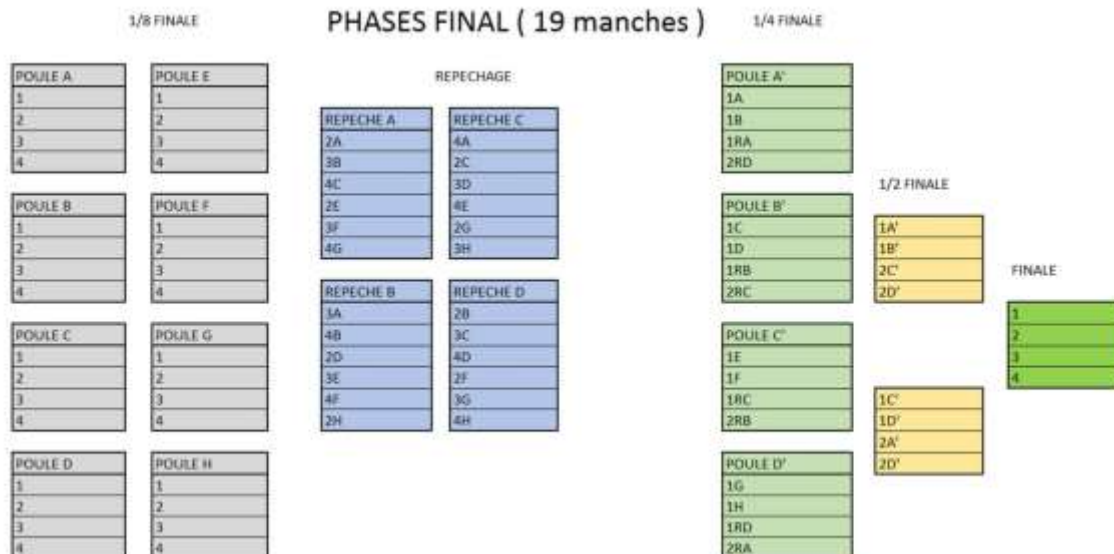 1/8 FINALE
PHASES FINAL ( 19 manches )
1/4 FINALE
POULE A
1
2
3
4
POULE E
1
2
3
4
POULE B
1
2
3
4
POULE F
1
2
3
4
POULE C
1
2
3
4
POULE G
1
2
3
4
POULE D
1
2
3
4
POULE H
1
2
3
4
REPECHAGE
REPECHE A
2A
3B
4C
2E
3F
4G
REPECHE C
4A
2C
3D
4E
2G
3H
REPECHE B
3A
4B
2D
3E
4F
2H
REPECHE D
2B
3C
4D
2F
3G
4H
POULE A'
1A
1B
1RA
2RD
POULE B'
1C
1D
1RB
2RC
POULE C'
1E
1F
1RC
2RB
POULE D'
1G
1H
1RD
2RA
1/2 FINALE
1A'
1B'
2C'
2D'
1C'
1D'
2A'
2D'
FINALE
1
2
3
4